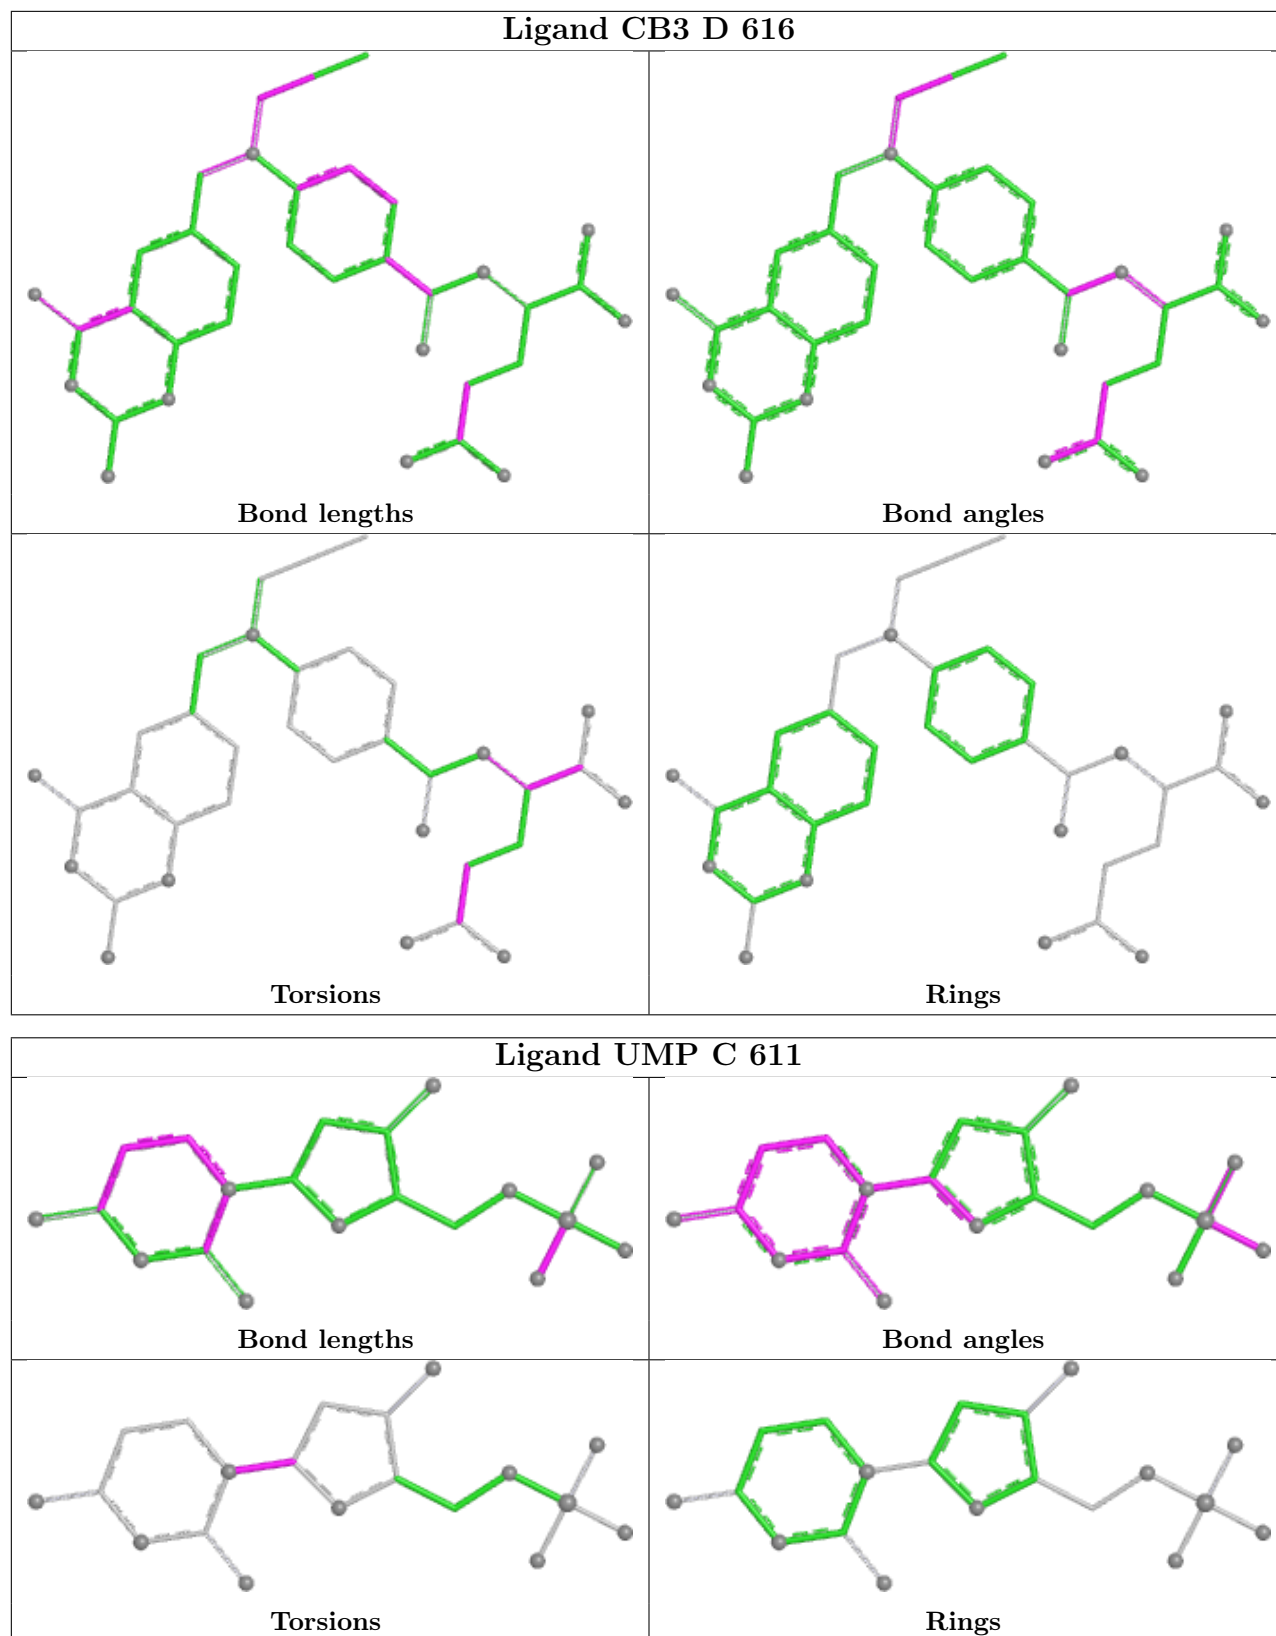 Ligand CB3 D 616
Bond lengths
Bond angles
Torsions
Rings
Ligand UMP C 611
Bond lengths
Bond angles
Torsions
Rings